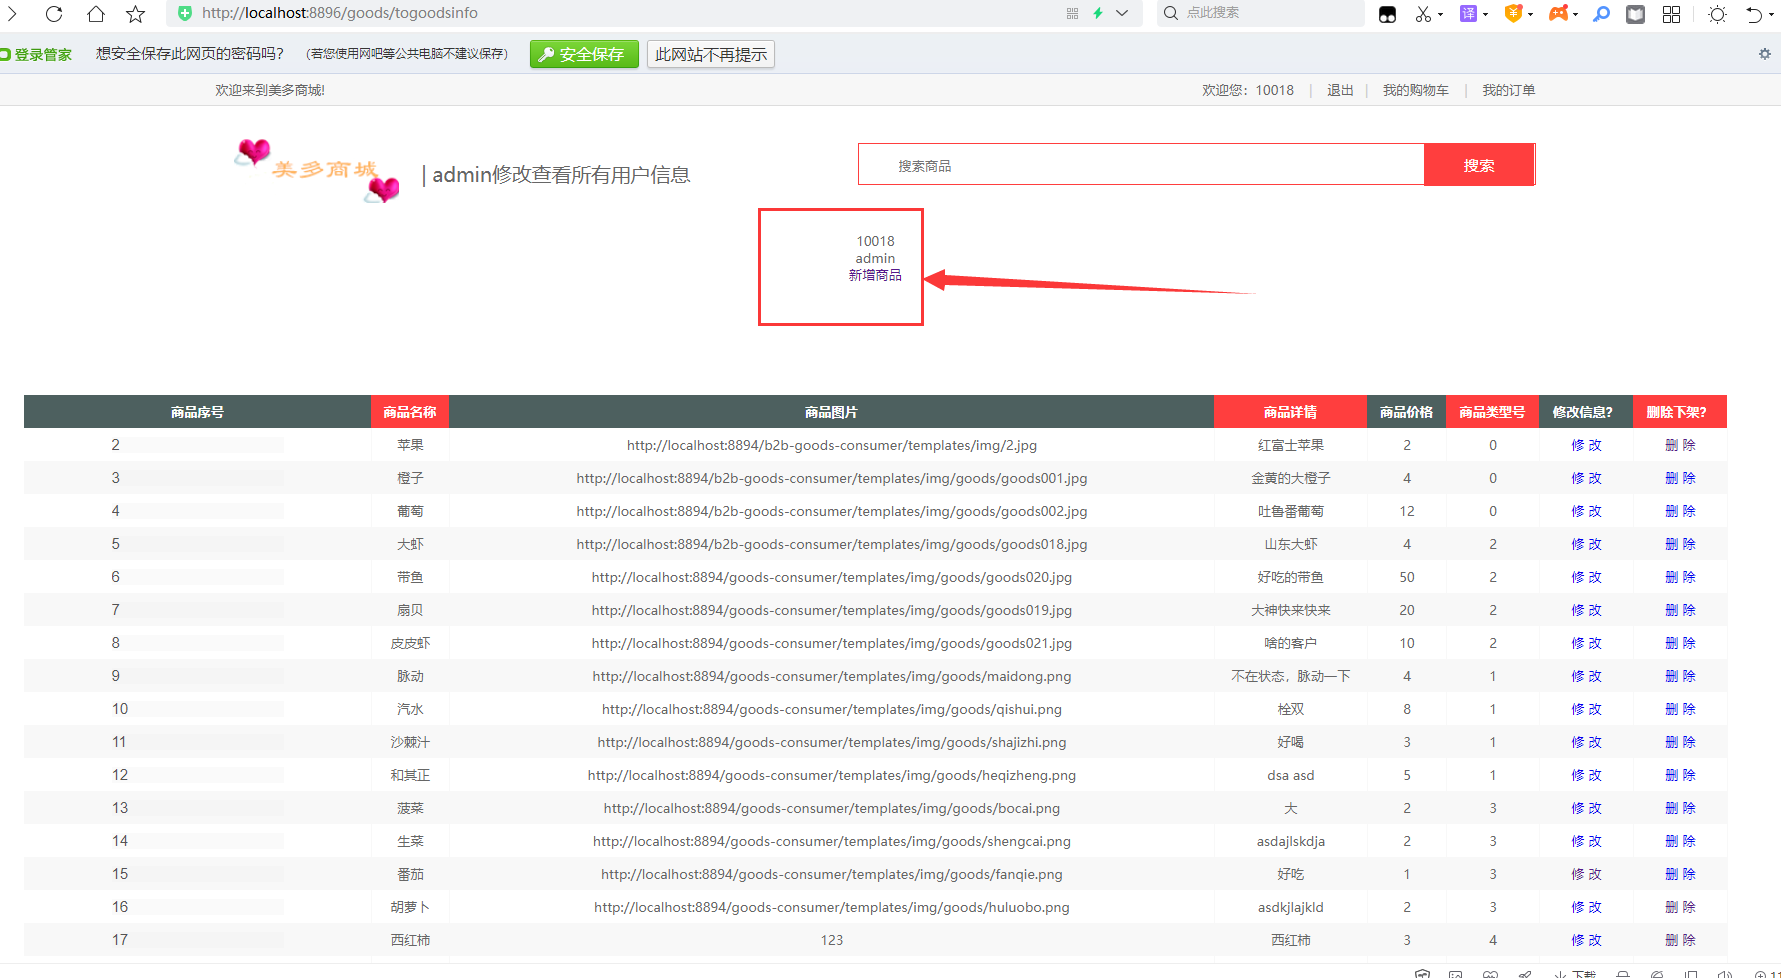 http://localhost:8896/goods/togoodsinfo 点此搜索 译
登录管家 想安全保存此网页的密码吗? (若您使用网吧等公共电脑不建议保存) 安全保存 此网站不再提示
欢迎来到美多商城! 欢迎您: 10018 | 退出 | 我的购物车 | 我的订单
美多商城 | admin修改查看所有用户信息 搜索商品 搜索
10018
admin
新增商品
商品序号 商品名称 商品图片 商品详情 商品价格 商品类型号 修改信息? 删除下架?
2 苹果 http://localhost:8894/b2b-goods-consumer/templates/img/2.jpg 红富士苹果 2 0 修 改 删 除
3 橙子 http://localhost:8894/b2b-goods-consumer/templates/img/goods/goods001.jpg 金黄的大橙子 4 0 修 改 删 除
4 葡萄 http://localhost:8894/b2b-goods-consumer/templates/img/goods/goods002.jpg 吐鲁番葡萄 12 0 修 改 删 除
5 大虾 http://localhost:8894/b2b-goods-consumer/templates/img/goods/goods018.jpg 山东大虾 4 2 修 改 删 除
6 带鱼 http://localhost:8894/goods-consumer/templates/img/goods/goods020.jpg 好吃的带鱼 50 2 修 改 删 除
7 扇贝 http://localhost:8894/goods-consumer/templates/img/goods/goods019.jpg 大神快来快来 20 2 修 改 删 除
8 皮皮虾 http://localhost:8894/goods-consumer/templates/img/goods/goods021.jpg 啥的客户 10 2 修 改 删 除
9 脉动 http://localhost:8894/goods-consumer/templates/img/goods/maidong.png 不在状态，脉动一下 4 1 修 改 删 除
10 汽水 http://localhost:8894/goods-consumer/templates/img/goods/qishui.png 栓双 8 1 修 改 删 除
11 沙棘汁 http://localhost:8894/goods-consumer/templates/img/goods/shajizhi.png 好喝 3 1 修 改 删 除
12 和其正 http://localhost:8894/goods-consumer/templates/img/goods/heqizheng.png dsa asd 5 1 修 改 删 除
13 菠菜 http://localhost:8894/goods-consumer/templates/img/goods/bocai.png 大 2 3 修 改 删 除
14 生菜 http://localhost:8894/goods-consumer/templates/img/goods/shengcai.png asdajlskdja 2 3 修 改 删 除
15 番茄 http://localhost:8894/goods-consumer/templates/img/goods/fanqie.png 好吃 1 3 修 改 删 除
16 胡萝卜 http://localhost:8894/goods-consumer/templates/img/goods/huluobo.png asdkjlajkld 2 3 修 改 删 除
17 西红柿 123 西红柿 3 4 修 改 删 除
下载